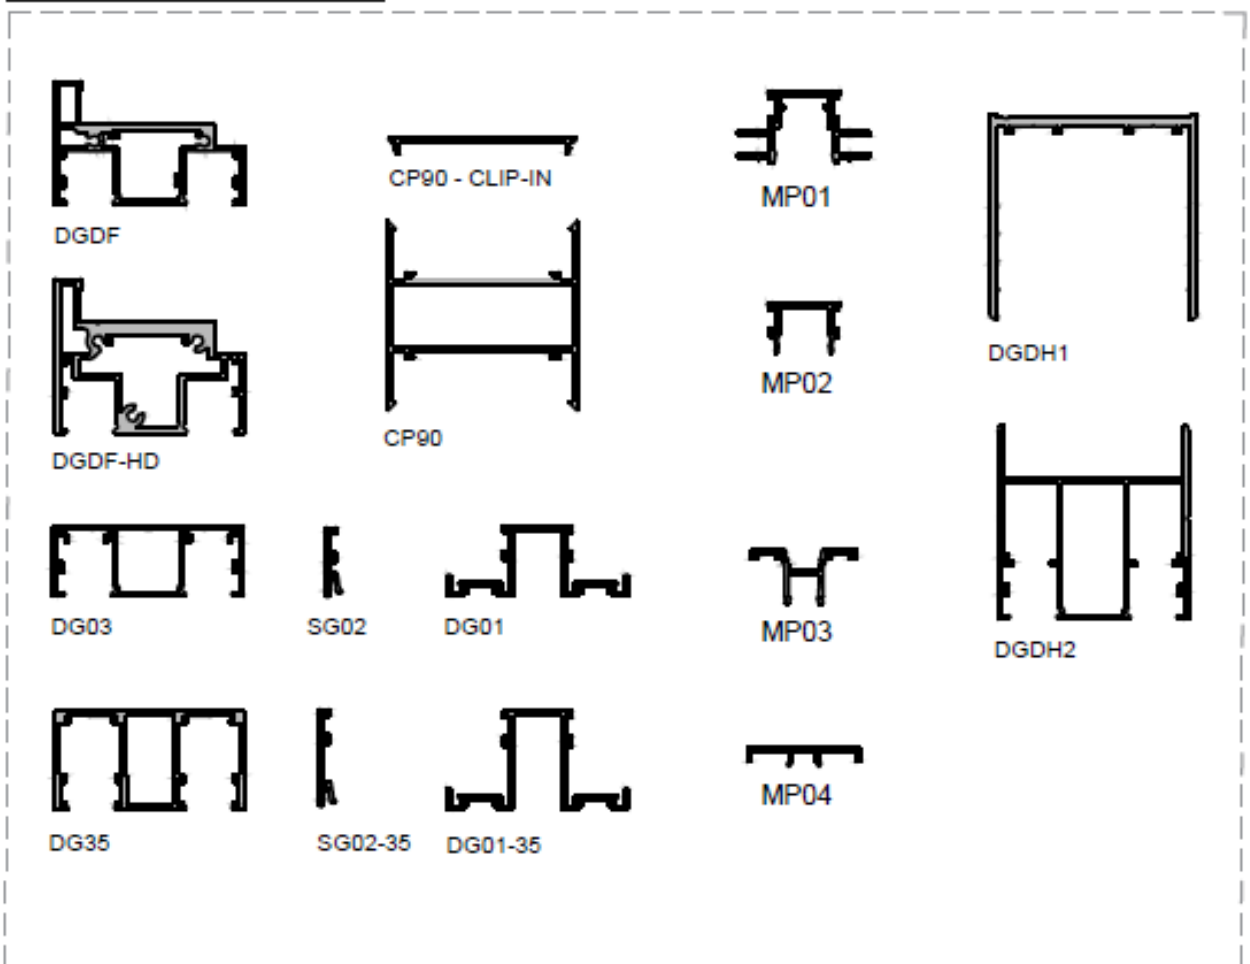 CP90 - CLIP-IN
MP01
DGDF
DGDH1
MP02
CP90
DGDF-HD
DG03
SG02
DG01
MP03
DGDH2
MP04
DG35
SG02-35
DG01-35